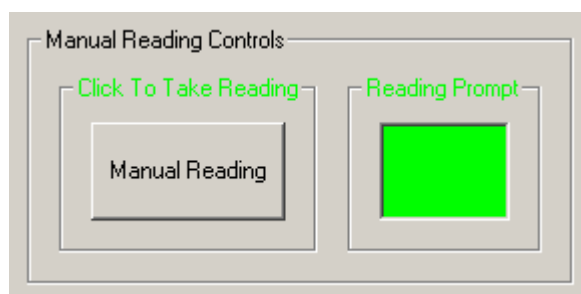 Manual Reading Controls
Click To Take Reading
Reading Prompt
Manual Reading